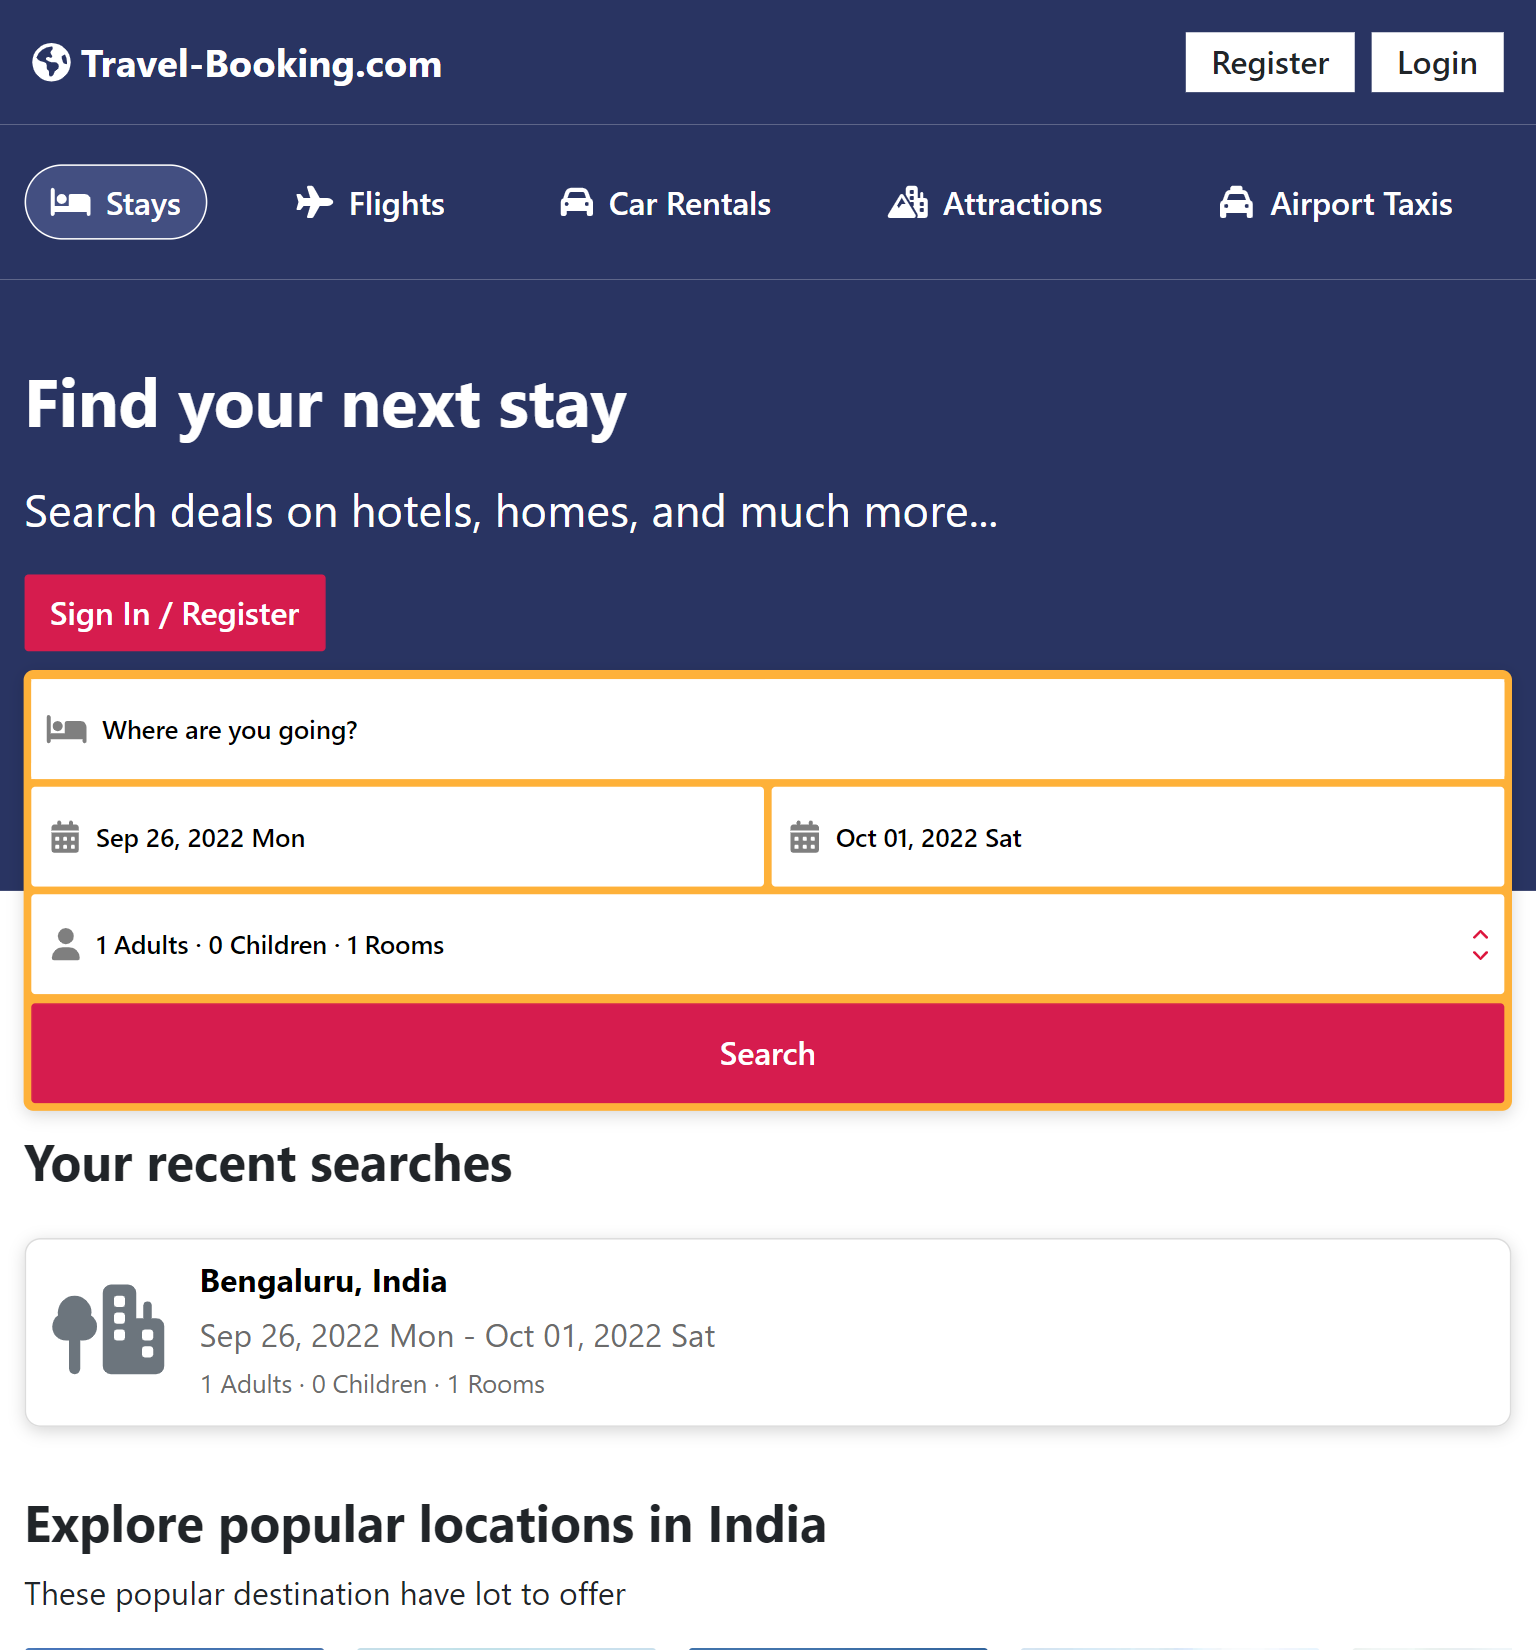 Travel-Booking.com
Register
Login
Stays
Flights
Car Rentals
Attractions
Airport Taxis
Find your next stay
Search deals on hotels, homes, and much more...
Sign In / Register
Where are you going?
Sep 26, 2022 Mon
Oct 01, 2022 Sat
1 Adults · 0 Children · 1 Rooms
Search
Your recent searches
Bengaluru, India
Sep 26, 2022 Mon - Oct 01, 2022 Sat
1 Adults · 0 Children · 1 Rooms
Explore popular locations in India
These popular destination have lot to offer